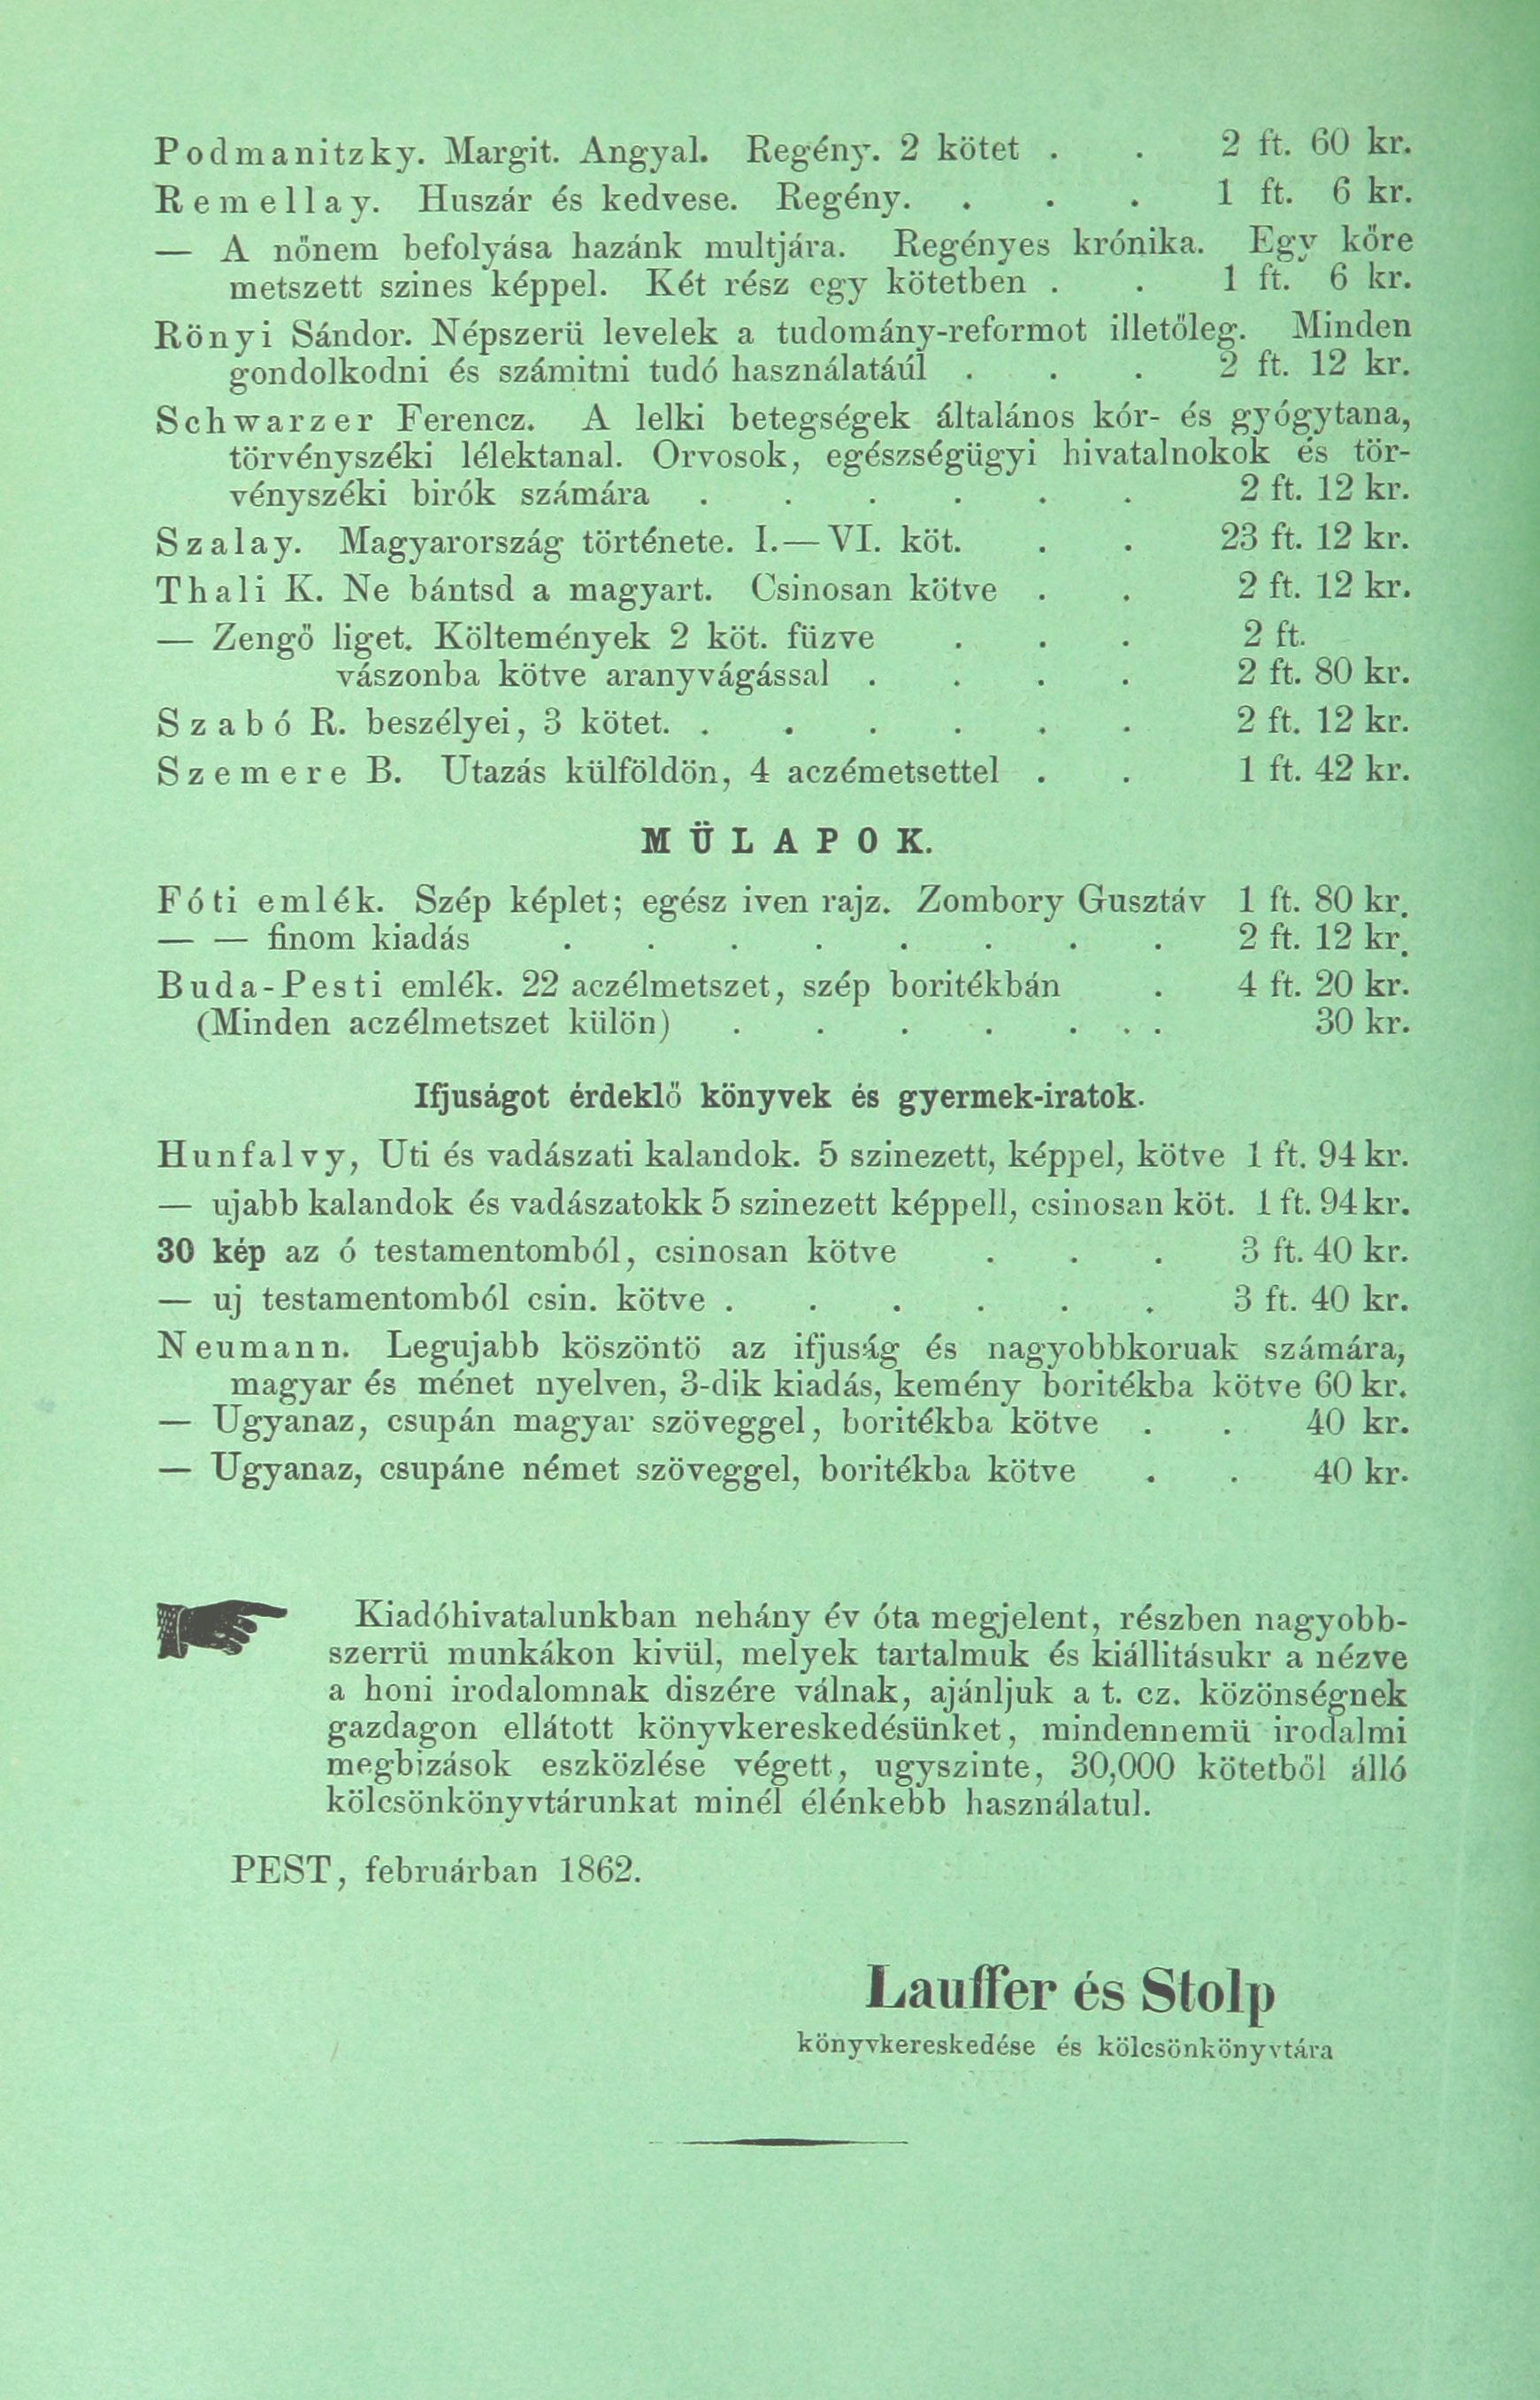 Podmanitzky. Margit. Angyal. Regény. 2 kötet . . 2 ft. 60 kr.
Remellay. Huszár és kedvese. Regény. . . . 1 ft. 6 kr.
— A nőnem befolyása hazánk multjára. Regényes krónika. Egy kőre
metszett szines képpel. Két rész egy kötetben . . 1 ft. 6 kr.
Rönyi Sándor. Népszerü levelek a tudomány-reformot illetőleg. Minden
gondolkodni és számitni tudó használatáúl . . . 2 ft. 12 kr.
Schwarzer Ferencz. A lelki betegségek általános kór- és gyógytana,
törvényszéki lélektanal. Orvosok, egészségügyi hivatalnokok és tör-
vényszéki birók számára . . . . . . 2 ft. 12 kr.
Szalay. Magyarország története. I.—VI. köt. . . 23 ft. 12 kr.
Thali K. Ne bántsd a magyart. Csinosan kötve . . 2 ft. 12 kr.
— Zengő liget. Költemények 2 köt. füzve . . . 2 ft.
vászonba kötve aranyvágással . . . . 2 ft. 80 kr.
Szabó R. beszélyei, 3 kötet. . . . . . . 2 ft. 12 kr.
Szemere B. Utazás külföldön, 4 aczémetsettel . . 1 ft. 42 kr.
MÜLAPOK.
Fóti emlék. Szép képlet; egész iven rajz. Zombory Gusztáv 1 ft. 80 kr.
— — finom kiadás . . . . . . . . 2 ft. 12 kr.
Buda-Pesti emlék. 22 aczélmetszet, szép boritékbán . 4 ft. 20 kr.
(Minden aczélmetszet külön) . . . . . . . 30 kr.
Ifjuságot érdeklő könyvek és gyermek-iratok.
Hunfalvy, Uti és vadászati kalandok. 5 szinezett, képpel, kötve 1 ft. 94 kr.
— ujabb kalandok és vadászatokk 5 szinezett képpell, csinosan köt. 1 ft. 94 kr.
30 kép az ó testamentomból, csinosan kötve . . . 3 ft. 40 kr.
— uj testamentomból csin. kötve . . . . . . 3 ft. 40 kr.
Neumann. Legujabb köszöntö az ifjuság és nagyobbkoruak számára,
magyar és ménet nyelven, 3-dik kiadás, kemény boritékba kötve 60 kr.
— Ugyanaz, csupán magyar szöveggel, boritékba kötve . . 40 kr.
— Ugyanaz, csupáne német szöveggel, boritékba kötve . . 40 kr.
Kiadóhivatalunkban nehány év óta megjelent, részben nagyobb-
szerrü munkákon kivül, melyek tartalmuk és kiállitásukr a nézve
a honi irodalomnak diszére válnak, ajánljuk a t. cz. közönségnek
gazdagon ellátott könyvkereskedésünket, mindennemü irodalmi
megbizások eszközlése végett, ugyszinte, 30,000 kötetből álló
kölcsönkönyvtárunkat minél élénkebb használatul.
PEST, februárban 1862.
Lauffer és Stolp
könyvkereskedése és kölcsönkönyvtára